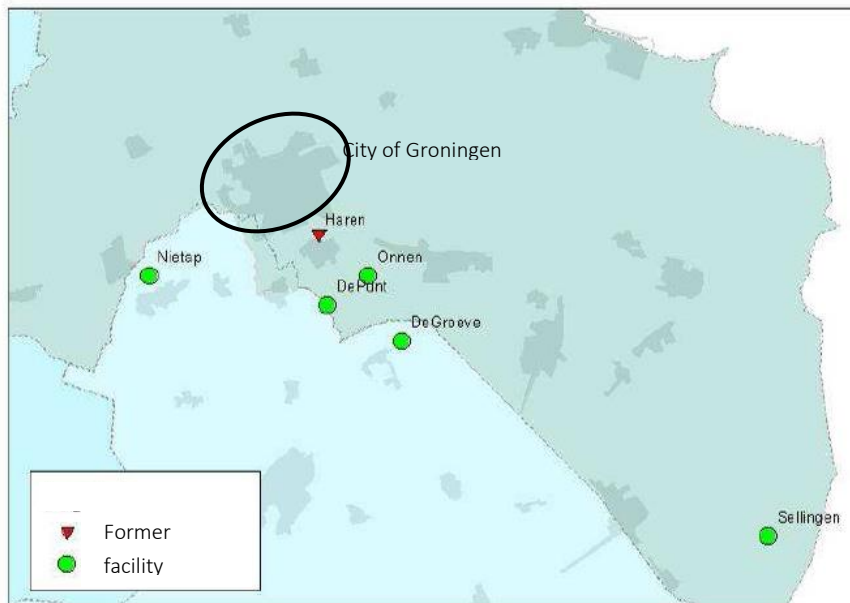 City of Groningen
Haren
Nietap
Onnen
DePunt
DeGroeve
Sellingen
Former
facility